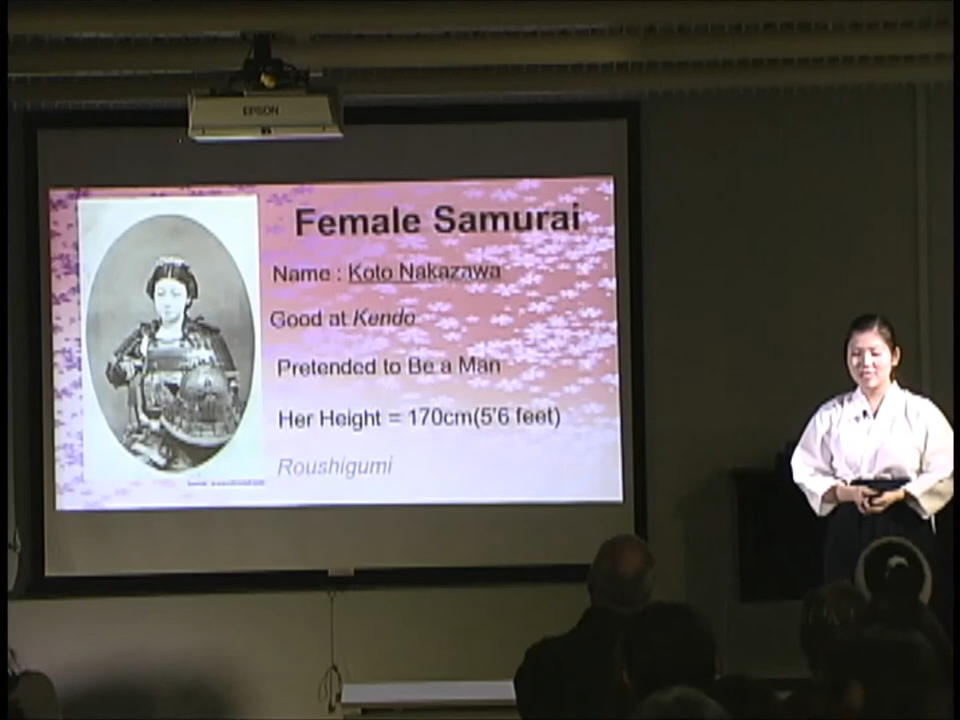 EPSON
Female Samurai
Name : Koto Nakazawa
Good at Kendo
Pretended to Be a Man
Her Height = 170cm(5'6 feet)
Roushigumi